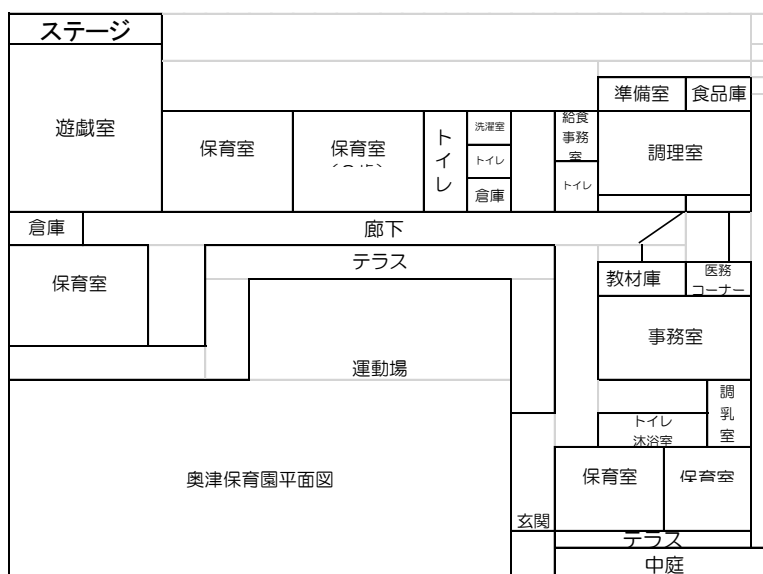 ステージ
準備室
食品庫
遊戯室
保育室
保育室
トイレ
洗濯室
トイレ
倉庫
給食
事務
室
トイレ
調理室
倉庫
廊下
テラス
保育室
教材庫
医務
コーナー
事務室
運動場
調
乳
室
トイレ
沐浴室
奥津保育園平面図
保育室
保育室
玄関
テラス
中庭